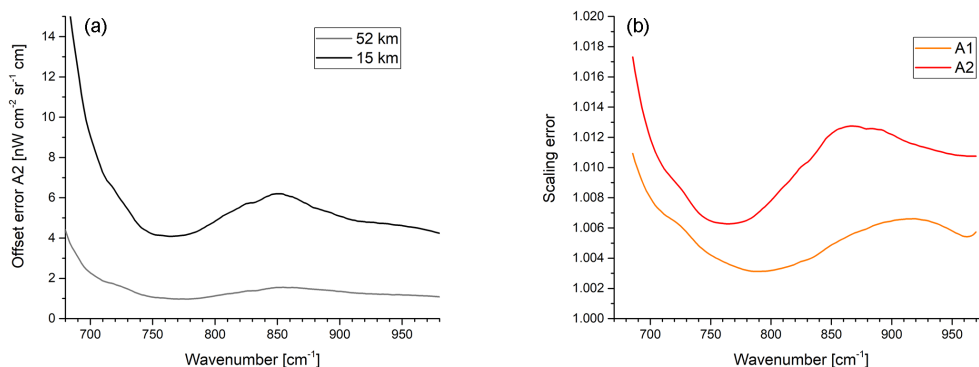 (a)
52 km
15 km
Offset error A2 [nW cm⁻² sr⁻¹ cm]
14
12
10
8
6
4
2
0
700 750 800 850 900 950
Wavenumber [cm⁻¹]
(b)
A1
A2
Scaling error
1.020
1.018
1.016
1.014
1.012
1.010
1.008
1.006
1.004
1.002
1.000
700 750 800 850 900 950
Wavenumber [cm⁻¹]